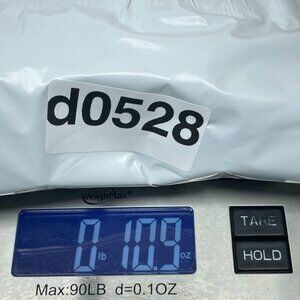 d0528
WeighMax
0 lb 10.9 oz
TARE
HOLD
Max:90LB d=0.1OZ